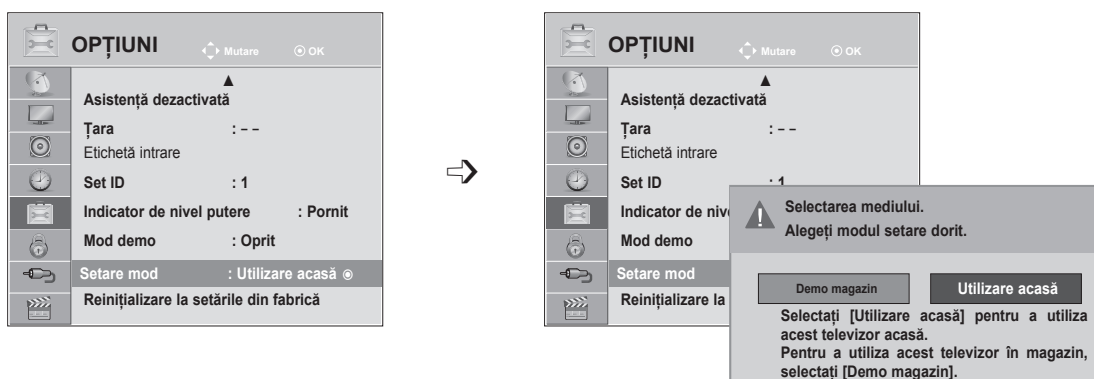 OPȚIUNI
Mutare OK
Asistență dezactivată
Țara : – –
Etichetă intrare
Set ID : 1
Indicator de nivel putere : Pornit
Mod demo : Oprit
Setare mod : Utilizare acasă
Reinițializare la setările din fabrică
OPȚIUNI
Mutare OK
Asistență dezactivată
Țara : – –
Etichetă intrare
Set ID : 1
Indicator de nive
Mod demo
Setare mod
Reinițializare la
Selectarea mediului.
Alegeți modul setare dorit.
Demo magazin
Utilizare acasă
Selectați [Utilizare acasă] pentru a utiliza
acest televizor acasă.
Pentru a utiliza acest televizor în magazin,
selectați [Demo magazin].